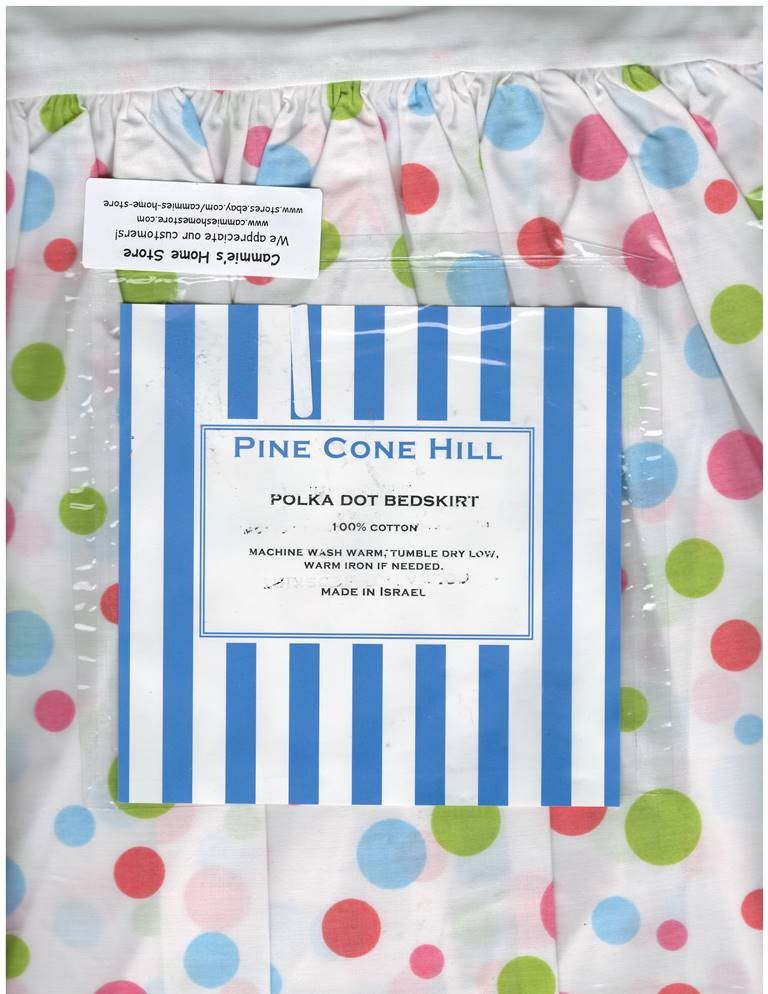 Cammie's Home Store
We appreciate our customers!
www.cammieshomestore.com
www.stores.ebay.com/cammies-home-store
PINE CONE HILL
POLKA DOT BEDSKIRT
100% COTTON
MACHINE WASH WARM, TUMBLE DRY LOW,
WARM IRON IF NEEDED.
MADE IN ISRAEL